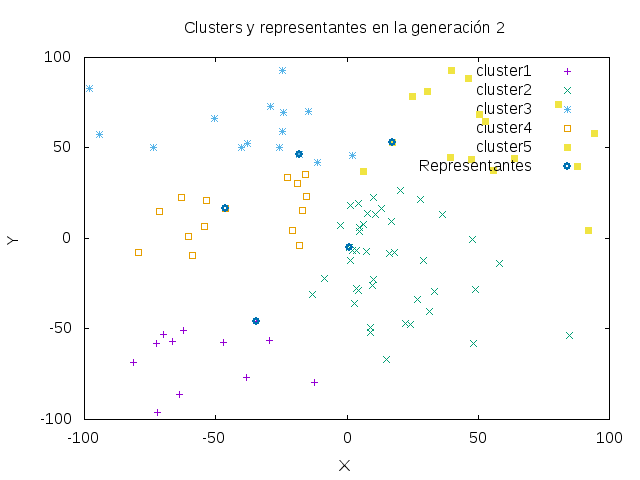 Clusters y representantes en la generación 2
100
50
0
-50
-100
-100
-50
0
50
100
Y
X
cluster1
cluster2
cluster3
cluster4
cluster5
Representantes